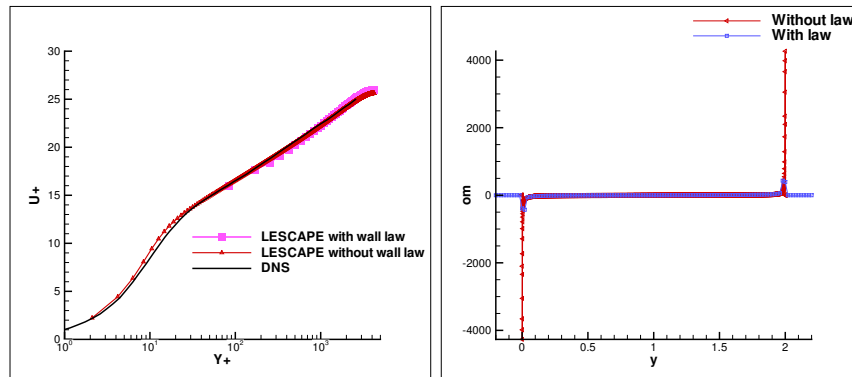 30
25
20
15
10
5
0
U+
10^0
10^1
10^2
10^3
Y+
LESCAPE with wall law
LESCAPE without wall law
DNS
Without law
With law
4000
2000
0
-2000
-4000
om
0
0.5
1
1.5
2
y